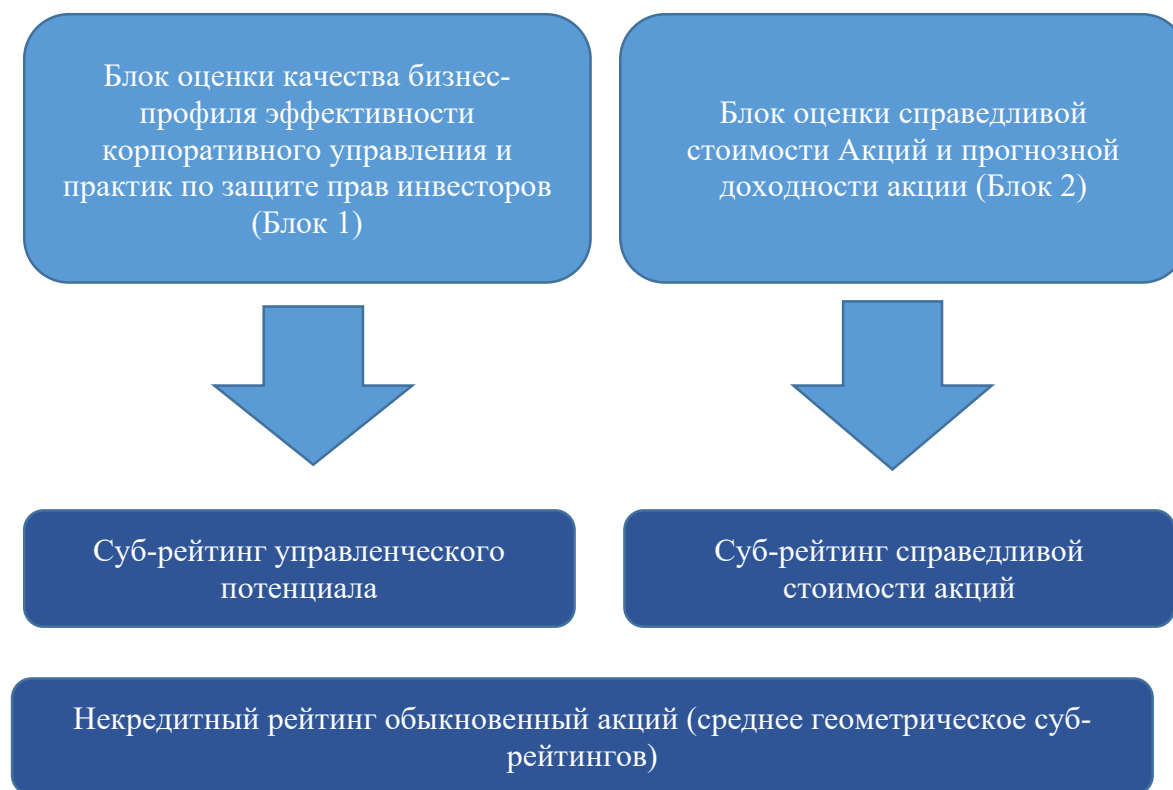 Блок оценки качества бизнес-
профиля эффективности
корпоративного управления и
практик по защите прав инвесторов
(Блок 1)
Блок оценки справедливой
стоимости Акций и прогнозной
доходности акции (Блок 2)
Суб-рейтинг управленческого
потенциала
Суб-рейтинг справедливой
стоимости акций
Некредитный рейтинг обыкновенный акций (среднее геометрическое суб-
рейтингов)